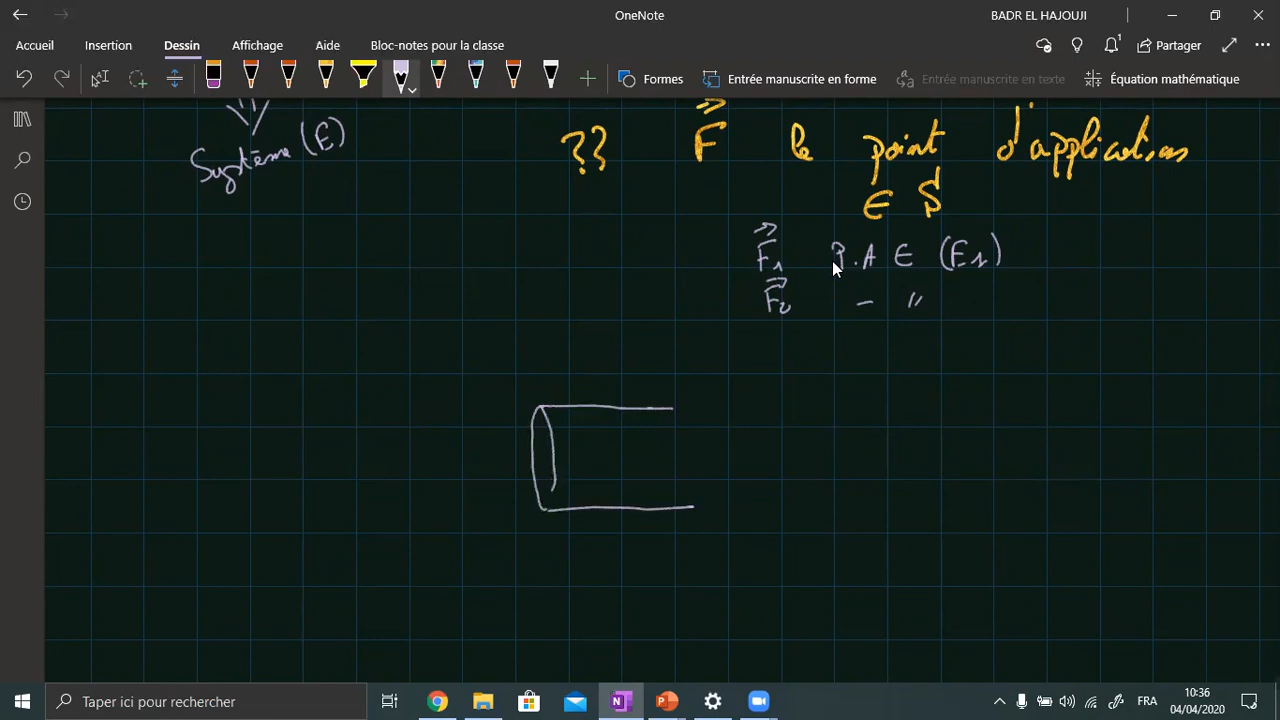 OneNote
BADR EL HAJOUJI
Accueil Insertion Dessin Affichage Aide Bloc-notes pour la classe Partager
Formes Entrée manuscrite en forme Entrée manuscrite en texte Équation mathématique
Système (E)
?? F le point d'application
∈ S
F1 P.A ∈ (E1)
F2 - "
Taper ici pour rechercher
FRA
10:36
04/04/2020